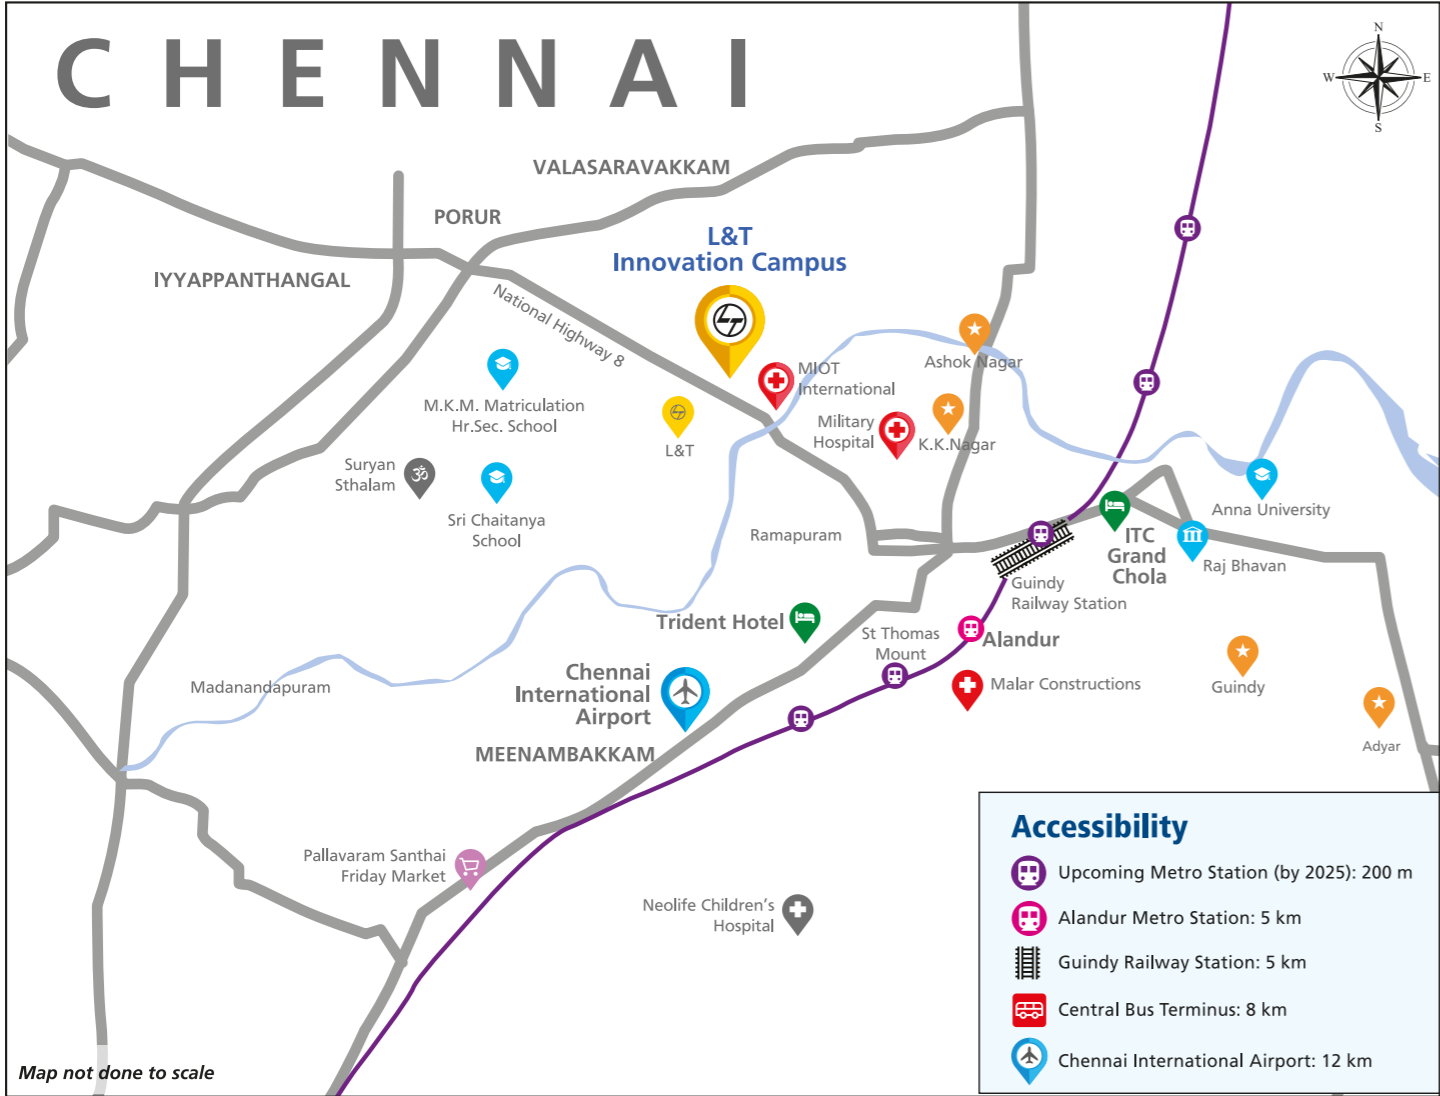 CHENNAI
N
W
E
S
VALASARAVAKKAM
PORUR
L&T
Innovation Campus
IYYAPPANTHANGAL
National Highway 8
Ashok Nagar
MIOT
International
M.K.M. Matriculation
Hr.Sec. School
L&T
Military
Hospital
K.K.Nagar
Suryan
Sthalam
ॐ
Sri Chaitanya
School
Anna University
Ramapuram
ITC
Grand
Chola
Raj Bhavan
Guindy
Railway Station
Trident Hotel
St Thomas
Mount
Alandur
Chennai
International
Airport
Madanandapuram
Malar Constructions
Guindy
Adyar
MEENAMBAKKAM
Pallavaram Santhai
Friday Market
Neolife Children's
Hospital
Accessibility
Upcoming Metro Station (by 2025): 200 m
Alandur Metro Station: 5 km
Guindy Railway Station: 5 km
Central Bus Terminus: 8 km
Chennai International Airport: 12 km
Map not done to scale